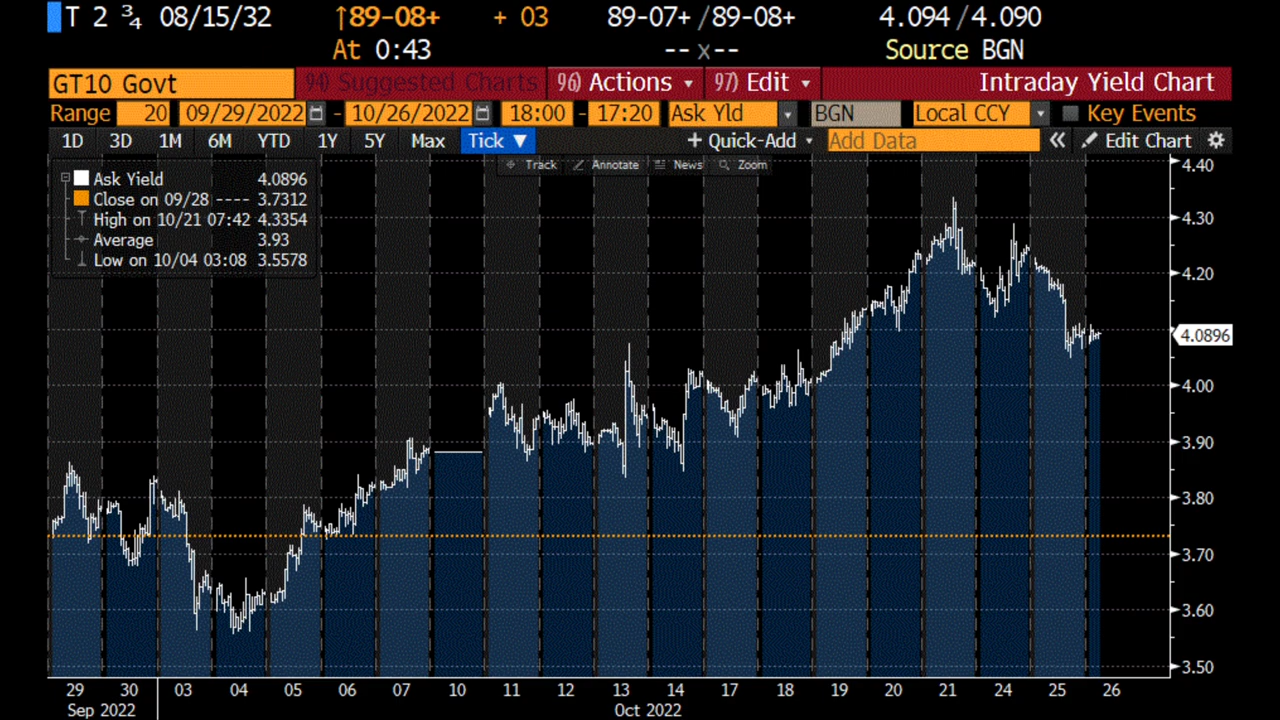 T 2 ¾ 08/15/32 ↑89-08+ + 03 89-07+ / 89-08+ 4.094 / 4.090
At 0:43 -- x -- Source BGN
GT10 Govt 94) Suggested Charts 96) Actions ▾ 97) Edit ▾ Intraday Yield Chart
Range 20 09/29/2022 - 10/26/2022 18:00 - 17:20 Ask Yld ▾ BGN Local CCY ▾ Key Events
1D 3D 1M 6M YTD 1Y 5Y Max Tick ▼ + Quick-Add ▾ Add Data « Edit Chart
Track Annotate News Zoom
Ask Yield 4.0896
Close on 09/28 ---- 3.7312
High on 10/21 07:42 4.3354
Average 3.93
Low on 10/04 03:08 3.5578
4.40
4.30
4.20
4.0896
4.00
3.90
3.80
3.70
3.60
3.50
29 30 03 04 05 06 07 10 11 12 13 14 17 18 19 20 21 24 25 26
Sep 2022 Oct 2022